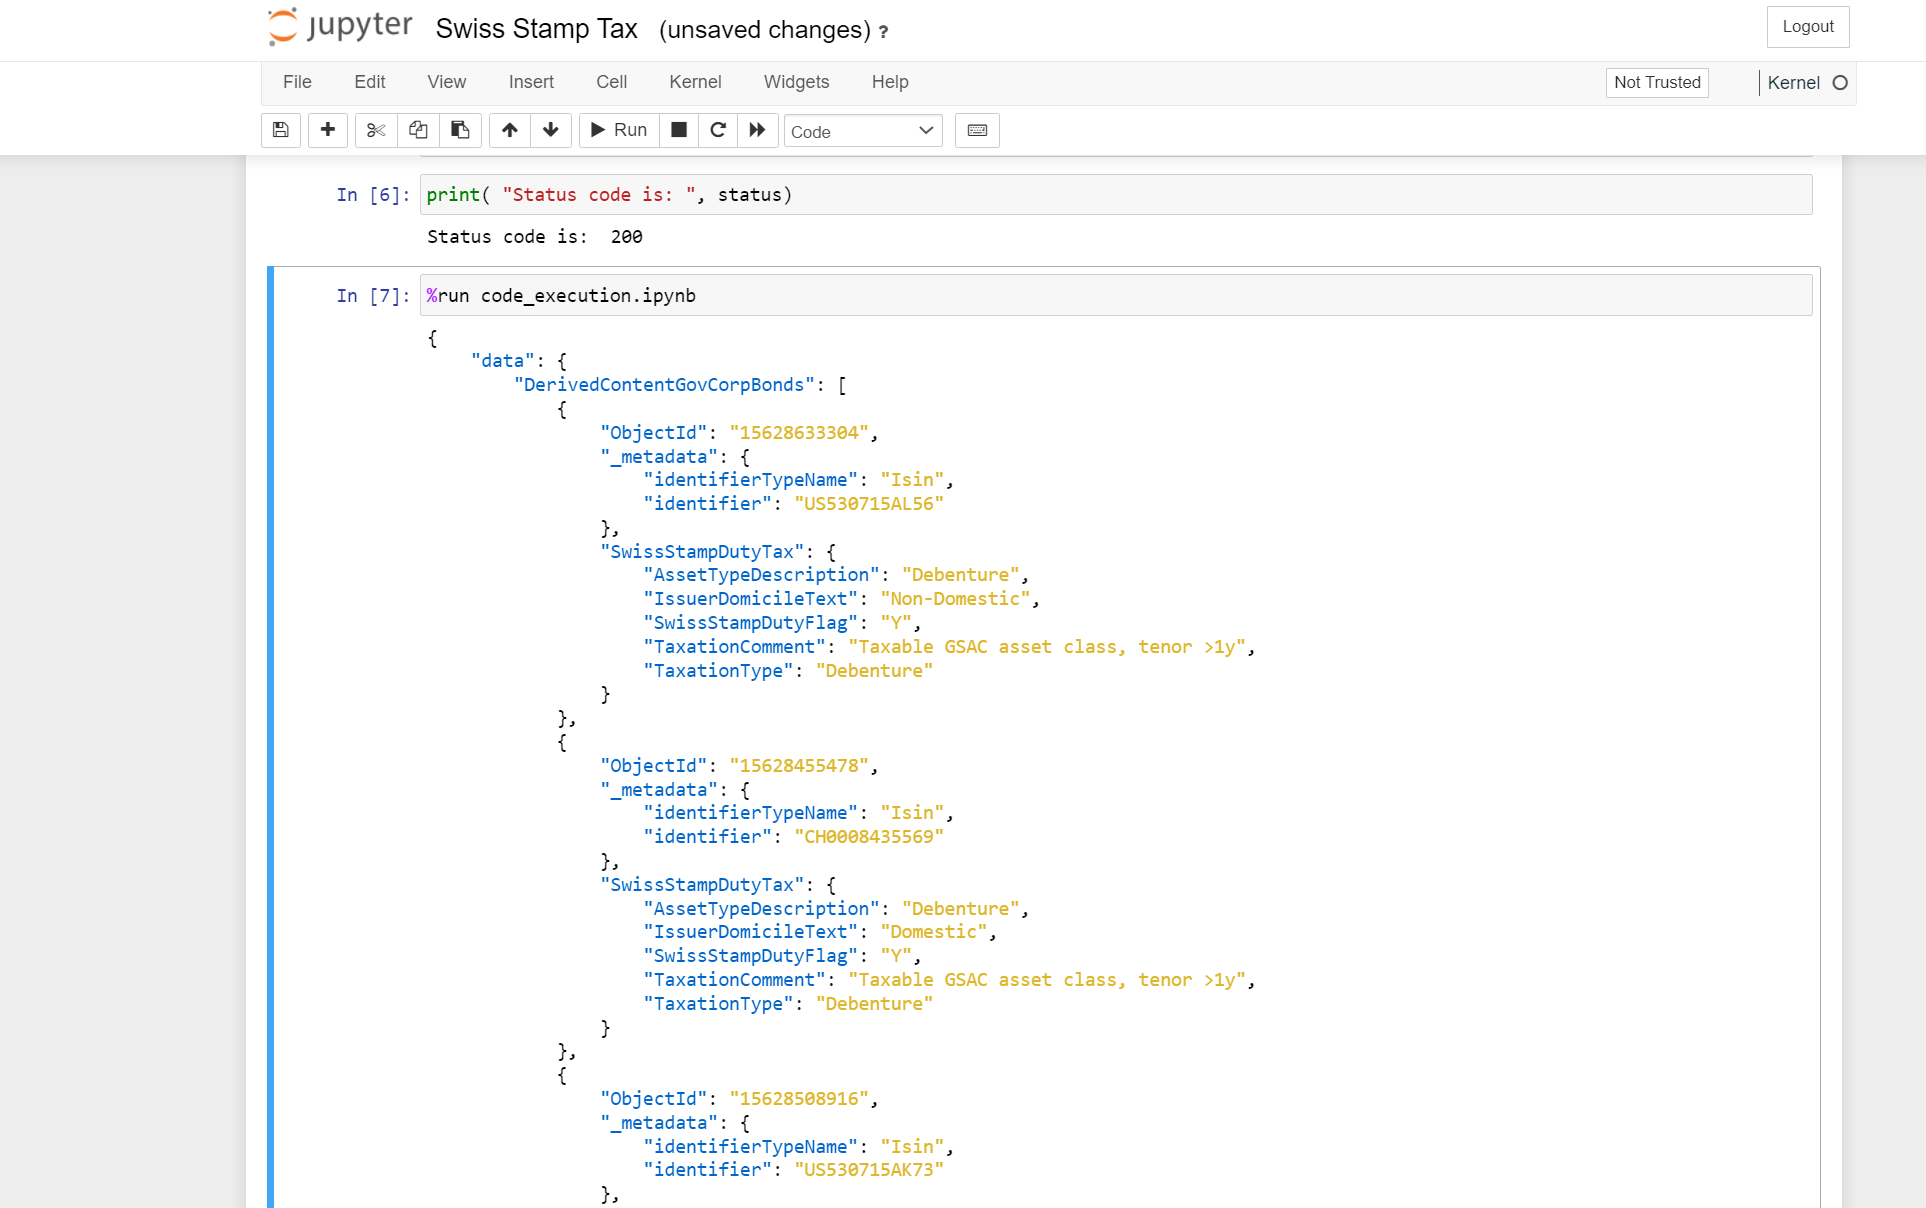 jupyter Swiss Stamp Tax (unsaved changes) ? Logout
File Edit View Insert Cell Kernel Widgets Help Not Trusted Kernel
Run Code
In [6]: print( "Status code is: ", status)
Status code is:  200
In [7]: %run code_execution.ipynb
{
    "data": {
        "DerivedContentGovCorpBonds": [
            {
                "ObjectId": "15628633304",
                "_metadata": {
                    "identifierTypeName": "Isin",
                    "identifier": "US530715AL56"
                },
                "SwissStampDutyTax": {
                    "AssetTypeDescription": "Debenture",
                    "IssuerDomicileText": "Non-Domestic",
                    "SwissStampDutyFlag": "Y",
                    "TaxationComment": "Taxable GSAC asset class, tenor >1y",
                    "TaxationType": "Debenture"
                }
            },
            {
                "ObjectId": "15628455478",
                "_metadata": {
                    "identifierTypeName": "Isin",
                    "identifier": "CH0008435569"
                },
                "SwissStampDutyTax": {
                    "AssetTypeDescription": "Debenture",
                    "IssuerDomicileText": "Domestic",
                    "SwissStampDutyFlag": "Y",
                    "TaxationComment": "Taxable GSAC asset class, tenor >1y",
                    "TaxationType": "Debenture"
                }
            },
            {
                "ObjectId": "15628508916",
                "_metadata": {
                    "identifierTypeName": "Isin",
                    "identifier": "US530715AK73"
                },